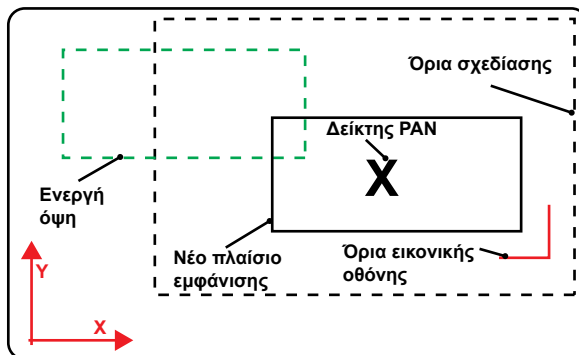 Όρια σχεδίασης
Δείκτης PAN
X
Ενεργή
όψη
Νέο πλαίσιο
εμφάνισης
Όρια εικονικής
οθόνης
Y
X